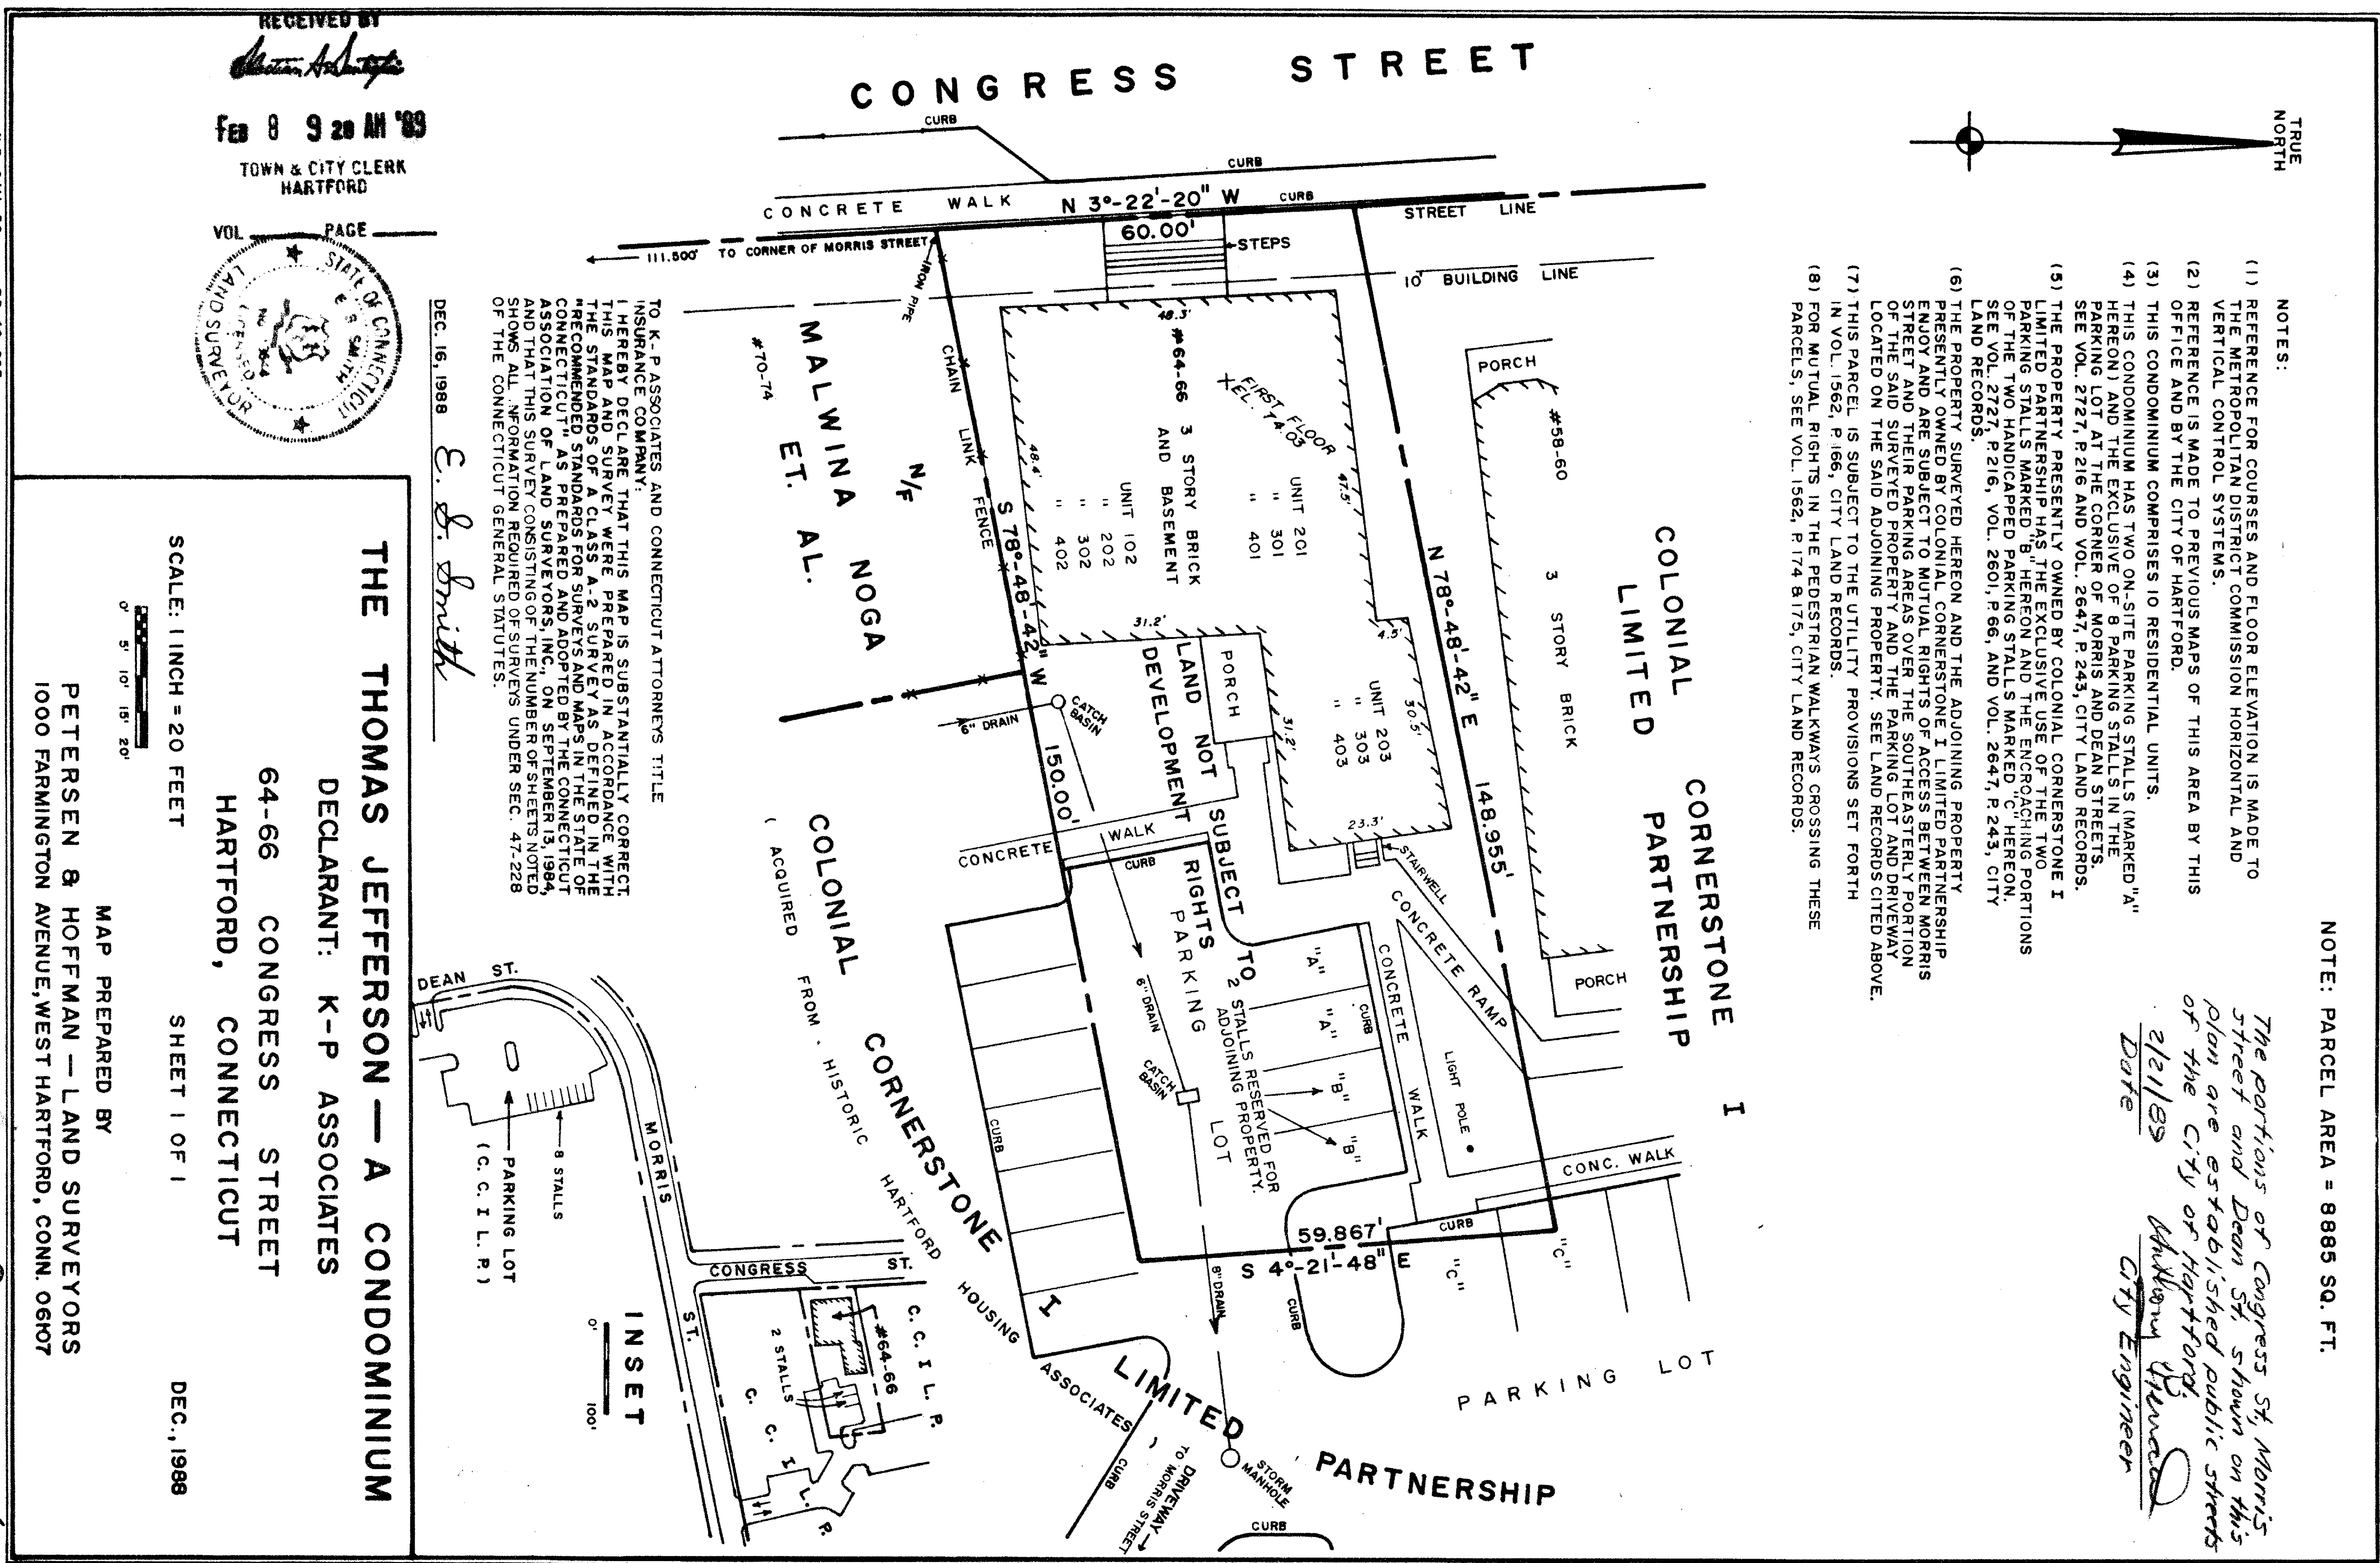 NOTE: PARCEL AREA = 8885 SQ. FT.
The portions of Congress St, Morris
street and Dean St. shown on this
plan are established public streets
of the City of Hartford.
2/21/89
Date
City Engineer
TRUE
NORTH
NOTES:
(1) REFERENCE FOR COURSES AND FLOOR ELEVATION IS MADE TO
THE METROPOLITAN DISTRICT COMMISSION HORIZONTAL AND
VERTICAL CONTROL SYSTEMS.
(2) REFERENCE IS MADE TO PREVIOUS MAPS OF THIS AREA BY THIS
OFFICE AND BY THE CITY OF HARTFORD.
(3) THIS CONDOMINIUM COMPRISES 10 RESIDENTIAL UNITS.
(4) THIS CONDOMINIUM HAS TWO ON-SITE PARKING STALLS (MARKED "A"
HEREON) AND THE EXCLUSIVE OF 8 PARKING STALLS IN THE
PARKING LOT AT THE CORNER OF MORRIS AND DEAN STREETS.
SEE VOL. 2727, P. 216 AND VOL. 2647, P. 243, CITY LAND RECORDS.
(5) THE PROPERTY PRESENTLY OWNED BY COLONIAL CORNERSTONE I
LIMITED PARTNERSHIP HAS THE EXCLUSIVE USE OF THE TWO
PARKING STALLS MARKED "B" HEREON AND THE ENCROACHING PORTIONS
OF THE TWO HANDICAPPED PARKING STALLS MARKED "C" HEREON.
SEE VOL. 2727, P. 216, VOL. 2601, P. 66, AND VOL. 2647, P. 243, CITY
LAND RECORDS.
(6) THE PROPERTY SURVEYED HEREON AND THE ADJOINING PROPERTY
PRESENTLY OWNED BY COLONIAL CORNERSTONE I LIMITED PARTNERSHIP
ENJOY AND ARE SUBJECT TO MUTUAL RIGHTS OF ACCESS BETWEEN MORRIS
STREET AND THEIR PARKING AREAS OVER THE SOUTHEASTERLY PORTION
OF THE SAID SURVEYED PROPERTY AND THE PARKING LOT AND DRIVEWAY
LOCATED ON THE SAID ADJOINING PROPERTY. SEE LAND RECORDS CITED ABOVE.
(7) THIS PARCEL IS SUBJECT TO THE UTILITY PROVISIONS SET FORTH
IN VOL. 1562, P. 166, CITY LAND RECORDS.
(8) FOR MUTUAL RIGHTS IN THE PEDESTRIAN WALKWAYS CROSSING THESE
PARCELS, SEE VOL. 1562, P. 174 & 175, CITY LAND RECORDS.
CONGRESS STREET
CURB
CURB
CONCRETE WALK
N 3°-22'-20" W
CURB
STREET LINE
60.00'
STEPS
111.500' TO CORNER OF MORRIS STREET
IRON PIPE
10' BUILDING LINE
COLONIAL CORNERSTONE I
LIMITED PARTNERSHIP
PORCH
#58-60
3 STORY BRICK
PORCH
N 78°-48'-42" E 148.955'
48.3'
#64-66 3 STORY BRICK
AND BASEMENT
FIRST FLOOR
EL. 74.03
47.5'
48.4'
UNIT 201
" 301
" 401
UNIT 102
" 202
" 302
" 402
UNIT 203
" 303
" 403
4.5'
30.5'
31.2'
31.2'
23.3'
PORCH
STAIRWELL
CONCRETE RAMP
CHAIN LINK FENCE
S 78°-48'-42" W 150.00'
N/F
MALWINA NOGA
ET. AL.
#70-74
CATCH
BASIN
6" DRAIN
LAND NOT SUBJECT TO
DEVELOPMENT RIGHTS
CONCRETE WALK
CURB
PARKING LOT
6" DRAIN
CATCH
BASIN
"A"
"A"
"B"
"B"
2 STALLS RESERVED FOR
ADJOINING PROPERTY.
CURB
CONCRETE WALK
LIGHT POLE
CONC. WALK
CURB
59.867'
S 4°-21'-48" E
"C"
"C"
8" DRAIN
CURB
PARKING LOT
CURB
COLONIAL CORNERSTONE I
LIMITED PARTNERSHIP
( ACQUIRED FROM HISTORIC HARTFORD HOUSING ASSOCIATES )
STORM
MANHOLE
DRIVEWAY
TO MORRIS STREET
CURB
CURB
TO K-P ASSOCIATES AND CONNECTICUT ATTORNEYS TITLE
INSURANCE COMPANY:
I HEREBY DECLARE THAT THIS MAP IS SUBSTANTIALLY CORRECT.
THIS MAP AND SURVEY WERE PREPARED IN ACCORDANCE WITH
THE STANDARDS OF A CLASS A-2 SURVEY AS DEFINED IN THE
"RECOMMENDED STANDARDS FOR SURVEYS AND MAPS IN THE STATE OF
CONNECTICUT" AS PREPARED AND ADOPTED BY THE CONNECTICUT
ASSOCIATION OF LAND SURVEYORS, INC., ON SEPTEMBER 13, 1984,
AND THAT THIS SURVEY CONSISTING OF THE NUMBER OF SHEETS NOTED
SHOWS ALL INFORMATION REQUIRED OF SURVEYS UNDER SEC. 47-228
OF THE CONNECTICUT GENERAL STATUTES.
DEC. 16, 1988 E. S. Smith
STATE OF CONNECTICUT
E. S. SMITH
LICENSED
LAND SURVEYOR
RECEIVED BY
FEB 8 9 20 AM '89
TOWN & CITY CLERK
HARTFORD
VOL PAGE
DEAN ST.
MORRIS ST.
CONGRESS ST.
8 STALLS
PARKING LOT
(C. C. I L. P.)
C. C. I L. P.
#64-66
2 STALLS
C. C. I L. P.
INSET
0' 100'
THE THOMAS JEFFERSON — A CONDOMINIUM
DECLARANT: K-P ASSOCIATES
64-66 CONGRESS STREET
HARTFORD, CONNECTICUT
SCALE: 1 INCH = 20 FEET SHEET 1 OF 1 DEC., 1988
0' 5' 10' 15' 20'
MAP PREPARED BY
PETERSEN & HOFFMAN — LAND SURVEYORS
1000 FARMINGTON AVENUE, WEST HARTFORD, CONN. 06107